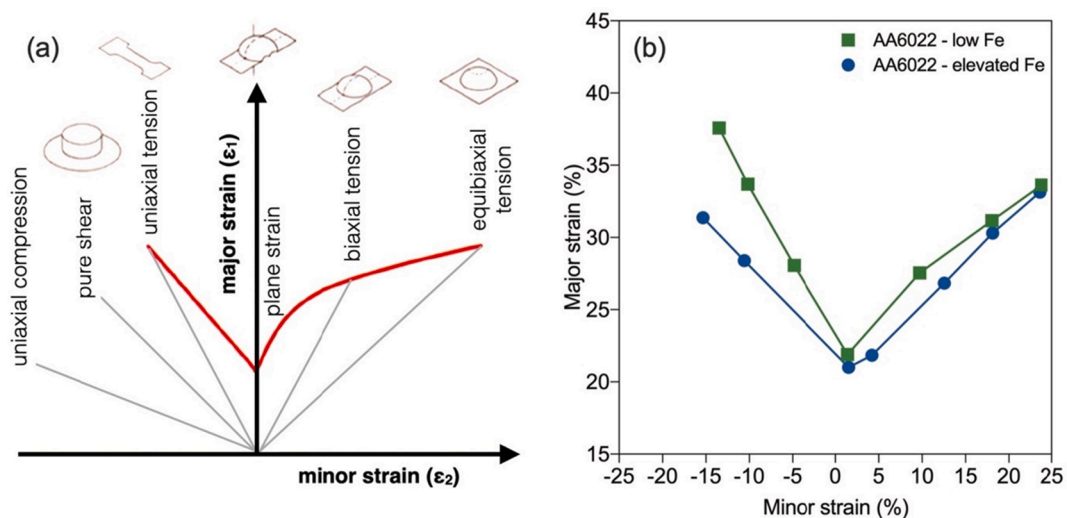 (a)
uniaxial compression
pure shear
uniaxial tension
major strain (ε₁)
plane strain
biaxial tension
equibiaxial
tension
minor strain (ε₂)
(b)
AA6022 - low Fe
AA6022 - elevated Fe
Major strain (%)
45
40
35
30
25
20
15
-25 -20 -15 -10 -5 0 5 10 15 20 25
Minor strain (%)